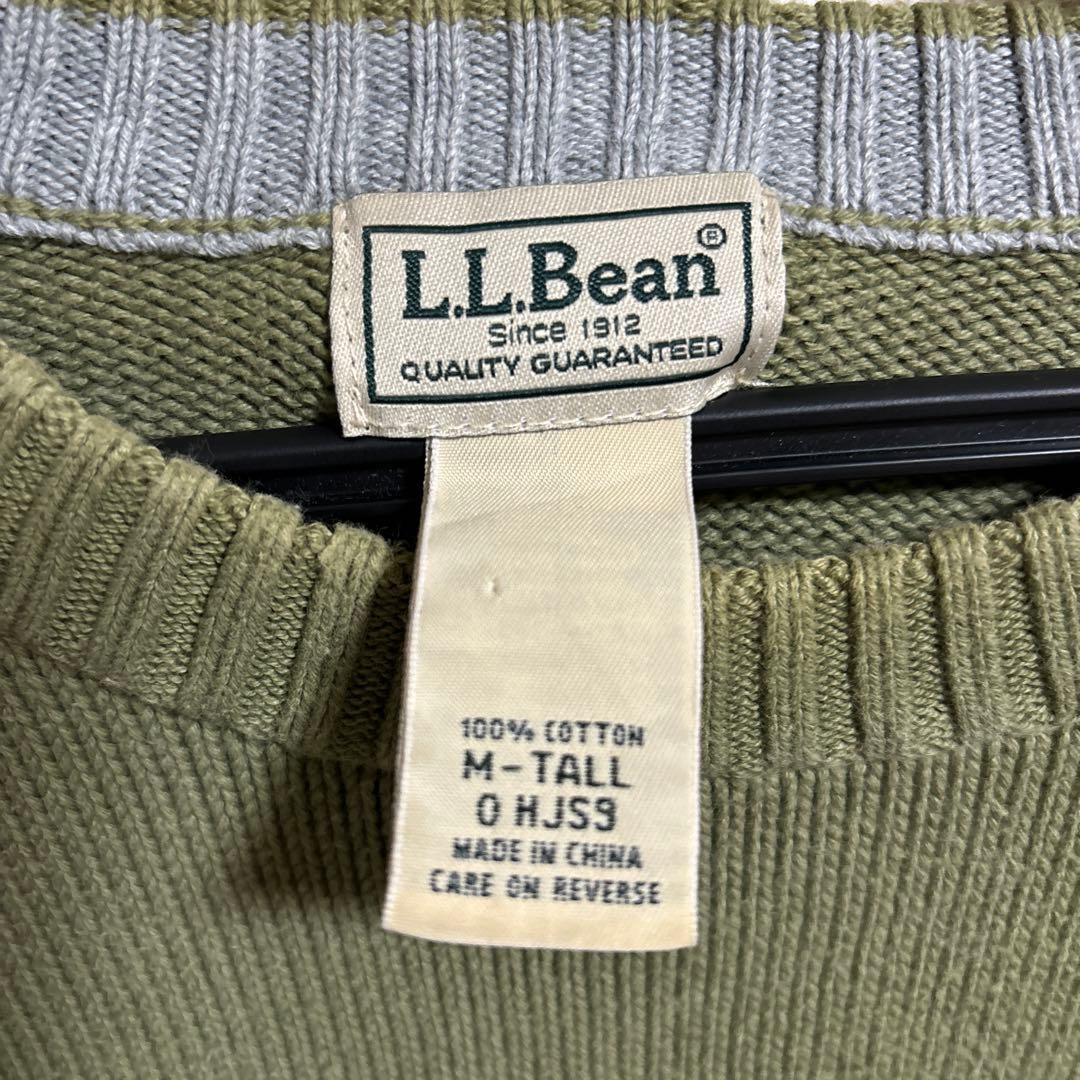 L.L.Bean®
Since 1912
QUALITY GUARANTEED
100% COTTON
M-TALL
0 HJS9
MADE IN CHINA
CARE ON REVERSE